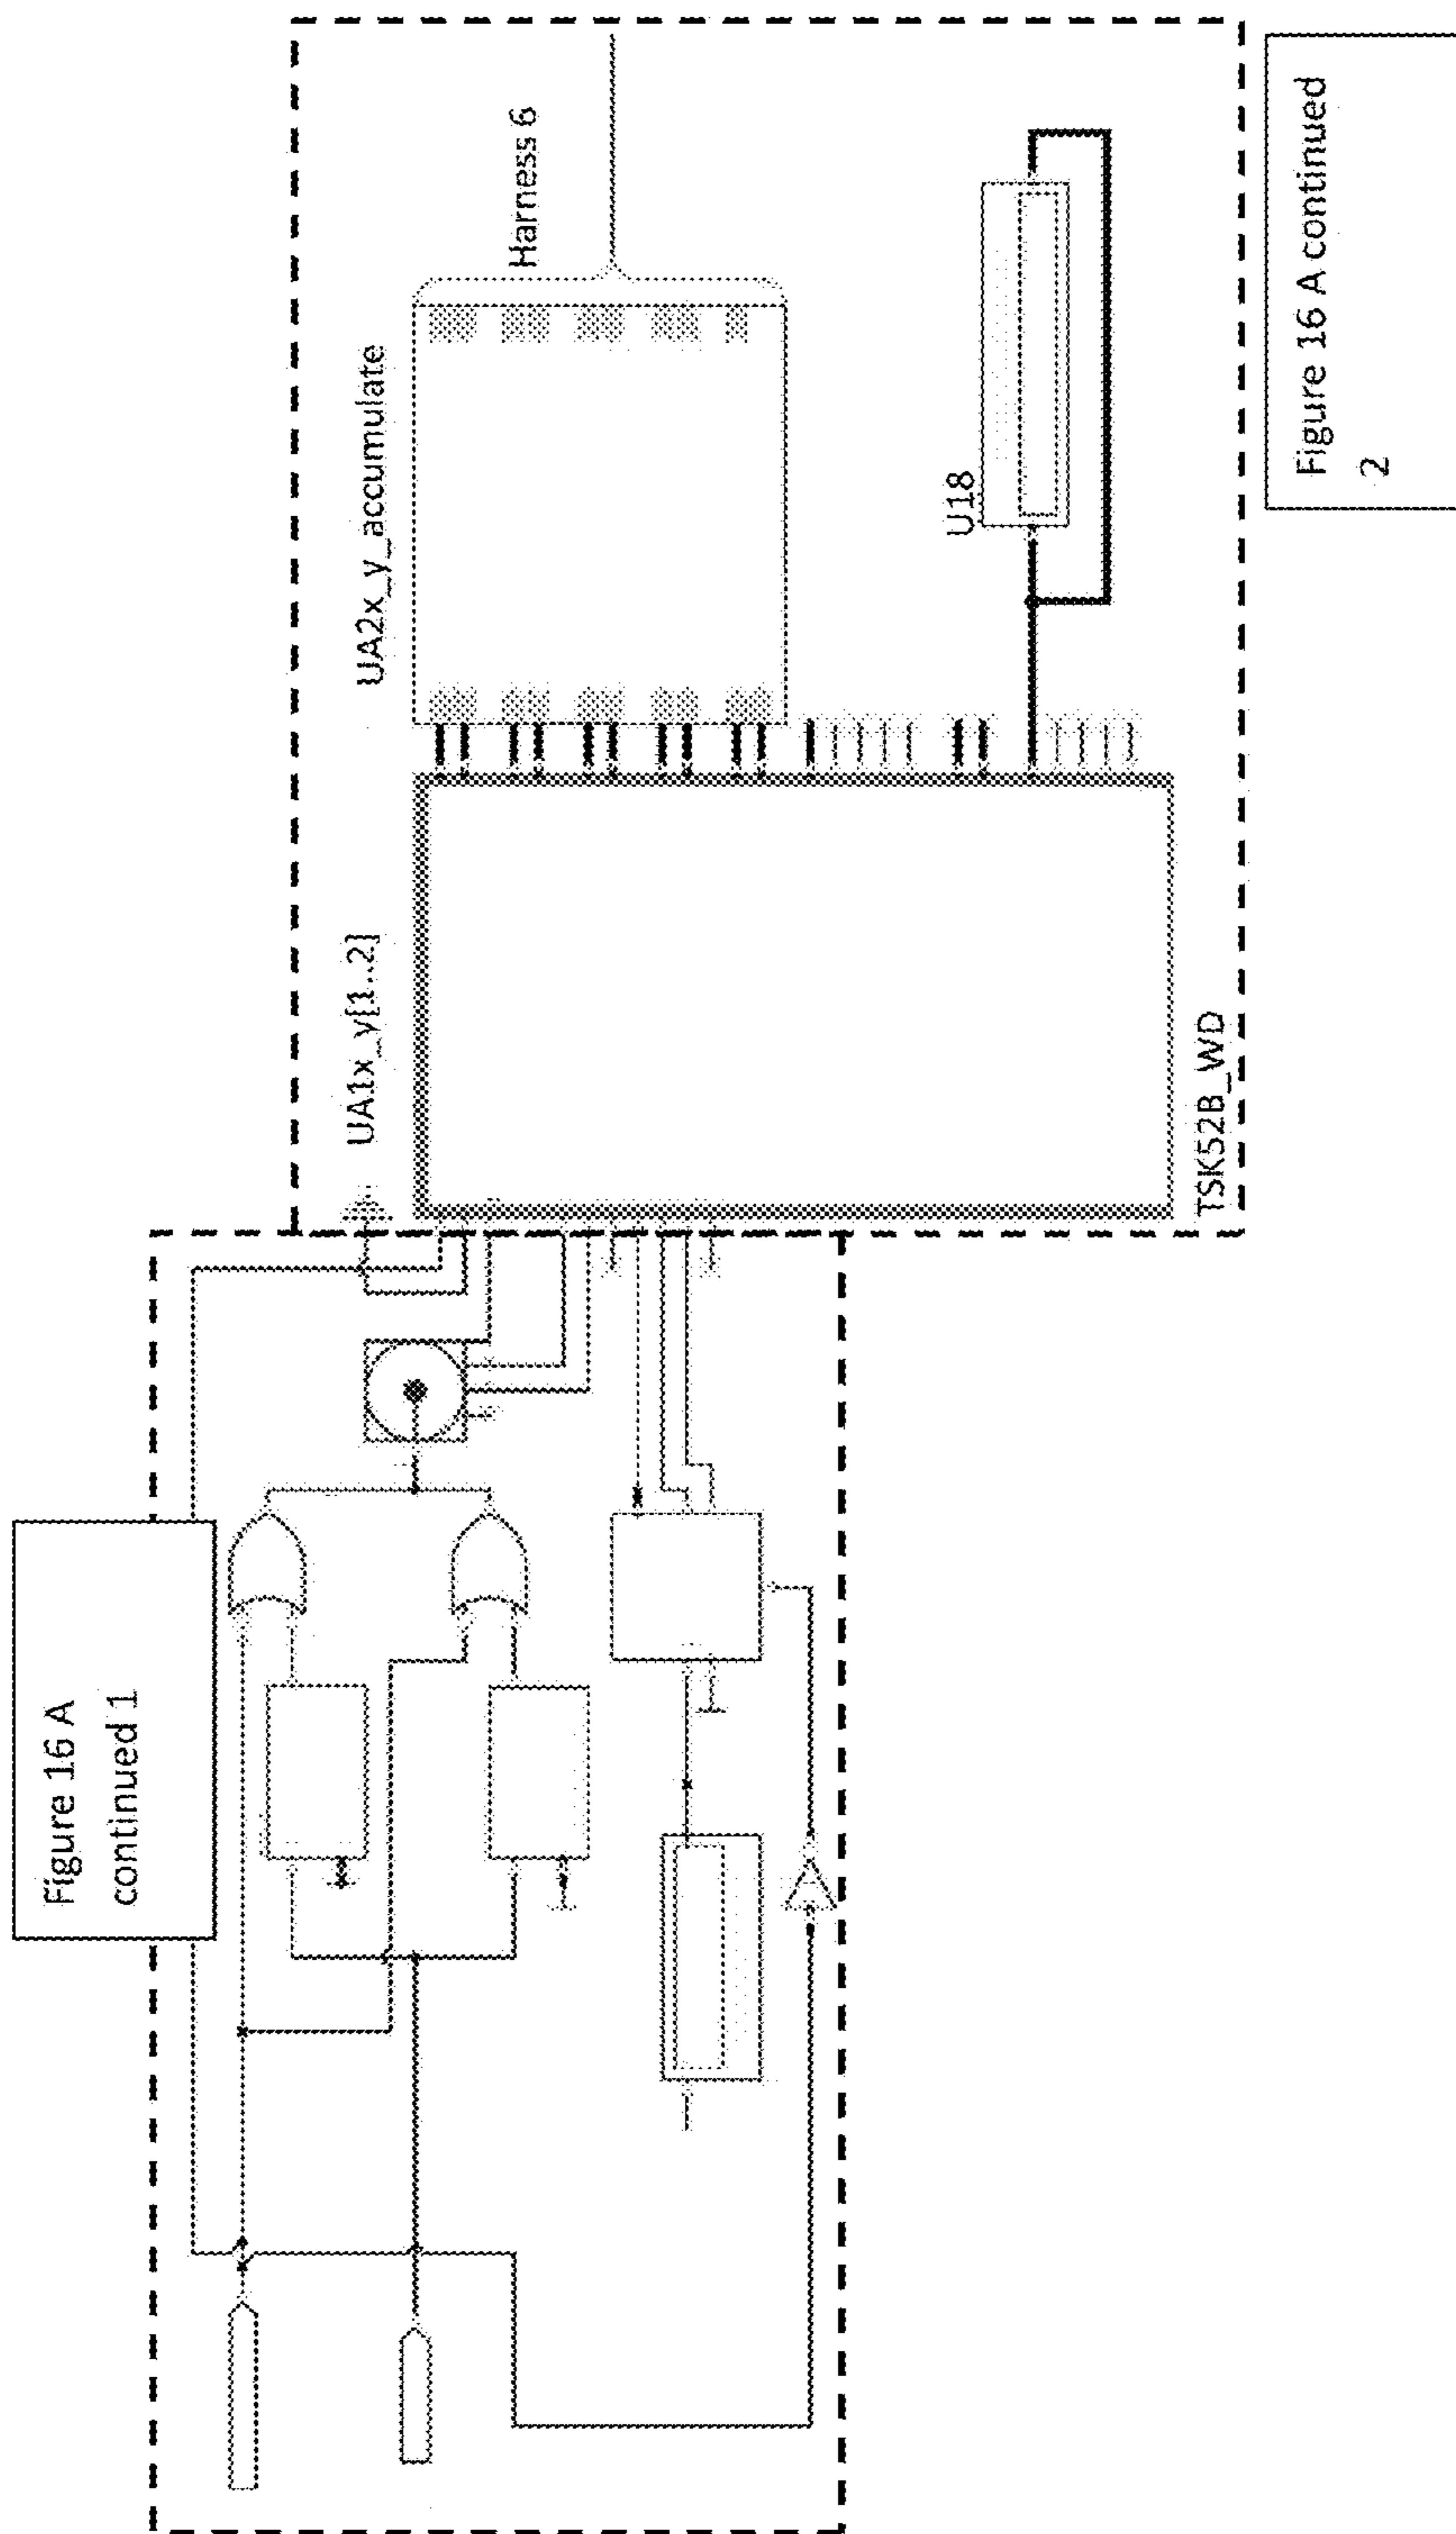 Figure 16 A
continued 1
UA1x_y[1..2]
UA2x_y_accumulate
Harness 6
U18
TSK52B_WD
Figure 16 A continued
2